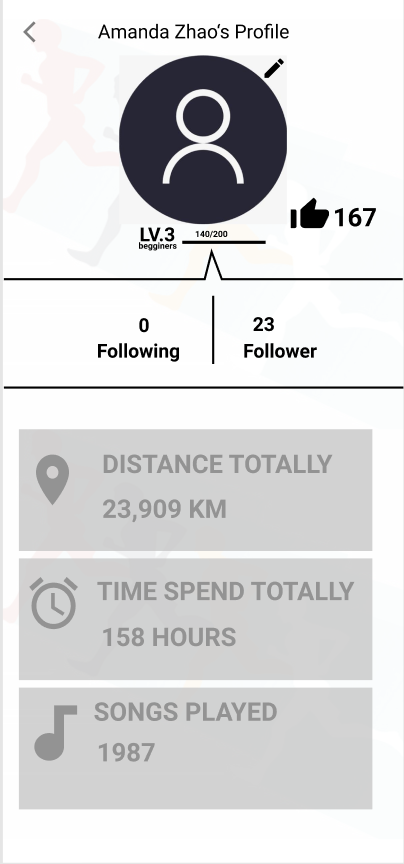 Amanda Zhao‘s Profile
167
LV.3
140/200
begginers
0
Following
23
Follower
DISTANCE TOTALLY
23,909 KM
TIME SPEND TOTALLY
158 HOURS
SONGS PLAYED
1987